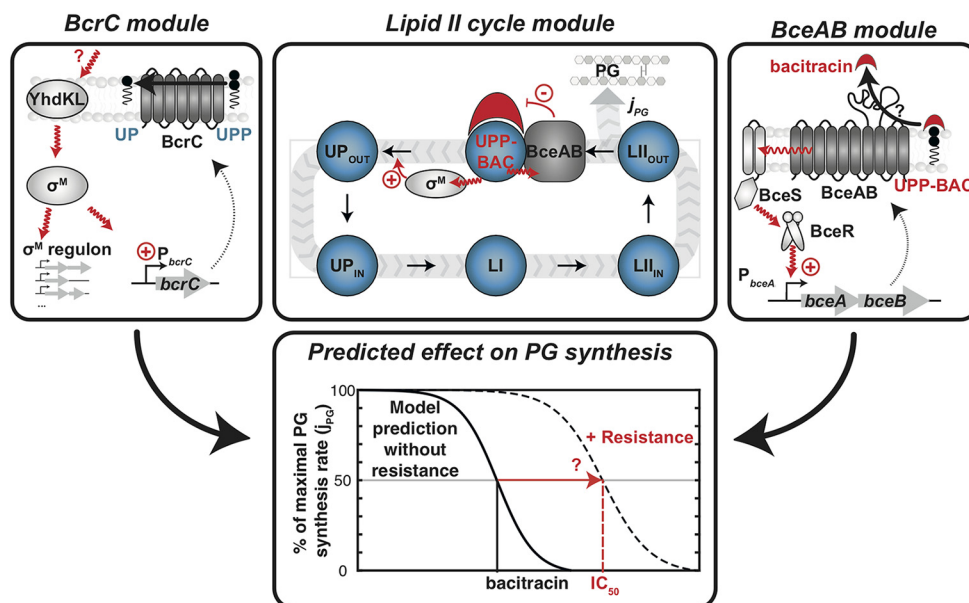 BcrC module
?
YhdKL
UP
BcrC
UPP
σM
σM regulon
...
+
PbcrC
bcrC
Lipid II cycle module
PG
jPG
-
UPOUT
UPP-
BAC
BceAB
LIIOUT
+
σM
UPIN
LI
LIIIN
BceAB module
bacitracin
?
BceS
BceAB
UPP-BAC
BceR
+
PbceA
bceA
bceB
Predicted effect on PG synthesis
% of maximal PG
synthesis rate (jPG)
100
50
0
Model
prediction
without
resistance
+ Resistance
?
bacitracin
IC50